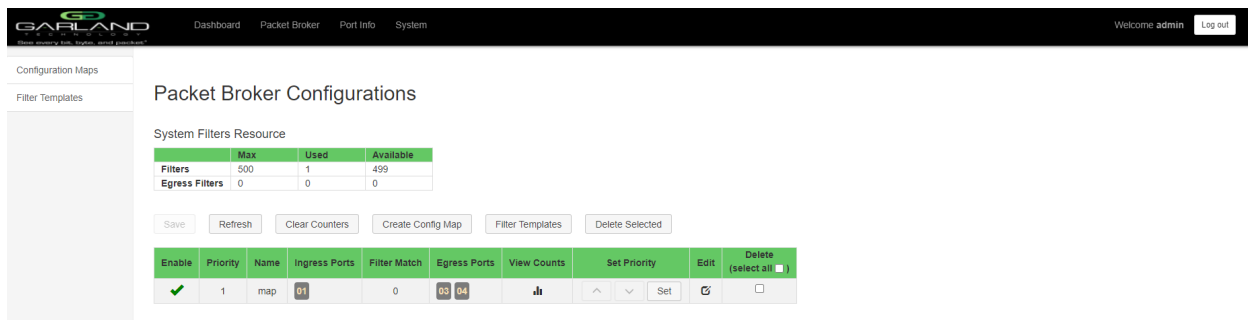 GARLAND
TECHNOLOGY
See every bit, byte, and packet®
Dashboard Packet Broker Port Info System
Welcome admin Log out
Configuration Maps
Filter Templates
Packet Broker Configurations
System Filters Resource
Max Used Available
Filters 500 1 499
Egress Filters 0 0 0
Save Refresh Clear Counters Create Config Map Filter Templates Delete Selected
Enable Priority Name Ingress Ports Filter Match Egress Ports View Counts Set Priority Edit Delete
(select all )
1 map 01 0 03 04 Set